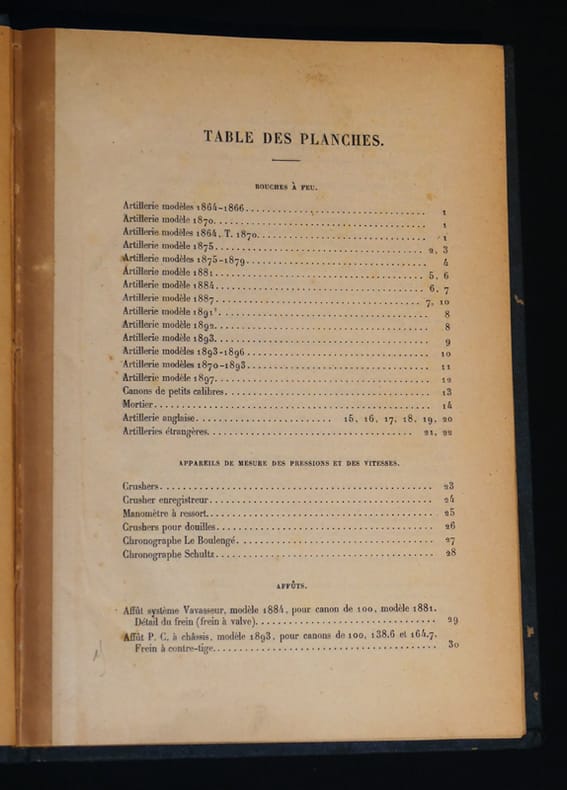 TABLE DES PLANCHES.
BOUCHES À FEU.
Artillerie modèles 1864-1866 1
Artillerie modèle 1870 1
Artillerie modèles 1864. T. 1870 1
Artillerie modèle 1875 2, 3
Artillerie modèles 1875-1879 4
Artillerie modèle 1881 5, 6
Artillerie modèle 1884 6, 7
Artillerie modèle 1887 7, 10
Artillerie modèle 1891 8
Artillerie modèle 1892 8
Artillerie modèle 1893 9
Artillerie modèles 1893-1896 10
Artillerie modèles 1870-1893 11
Artillerie modèle 1897 12
Canons de petits calibres 13
Mortier 14
Artillerie anglaise 15, 16, 17, 18, 19, 20
Artilleries étrangères 21, 22
APPAREILS DE MESURE DES PRESSIONS ET DES VITESSES.
Crushers 23
Crusher enregistreur 24
Manomètre à ressort 25
Crushers pour douilles 26
Chronographe Le Boulengé 27
Chronographe Schultz 28
AFFÛTS.
Affût système Vavasseur, modèle 1884, pour canon de 100, modèle 1881.
Détail du frein (frein à valve) 29
Affût P. C. à châssis, modèle 1893, pour canons de 100, 138,6 et 164,7.
Frein à contre-tige 30